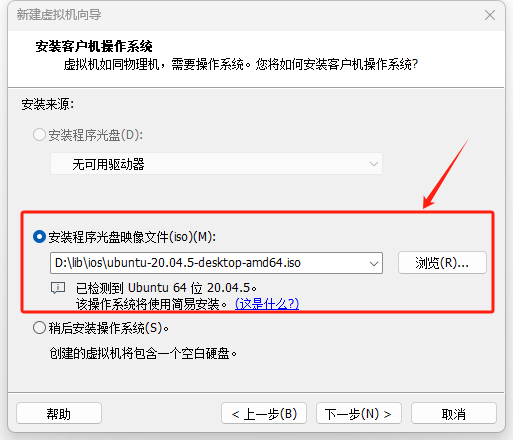 新建虚拟机向导
安装客户机操作系统
虚拟机如同物理机，需要操作系统。您将如何安装客户机操作系统?
安装来源:
安装程序光盘(D):
无可用驱动器
安装程序光盘映像文件(iso)(M):
D:\lib\ios\ubuntu-20.04.5-desktop-amd64.iso
浏览(R)...
已检测到 Ubuntu 64 位 20.04.5。
该操作系统将使用简易安装。 (这是什么?)
稍后安装操作系统(S)。
创建的虚拟机将包含一个空白硬盘。
帮助
< 上一步(B)
下一步(N) >
取消